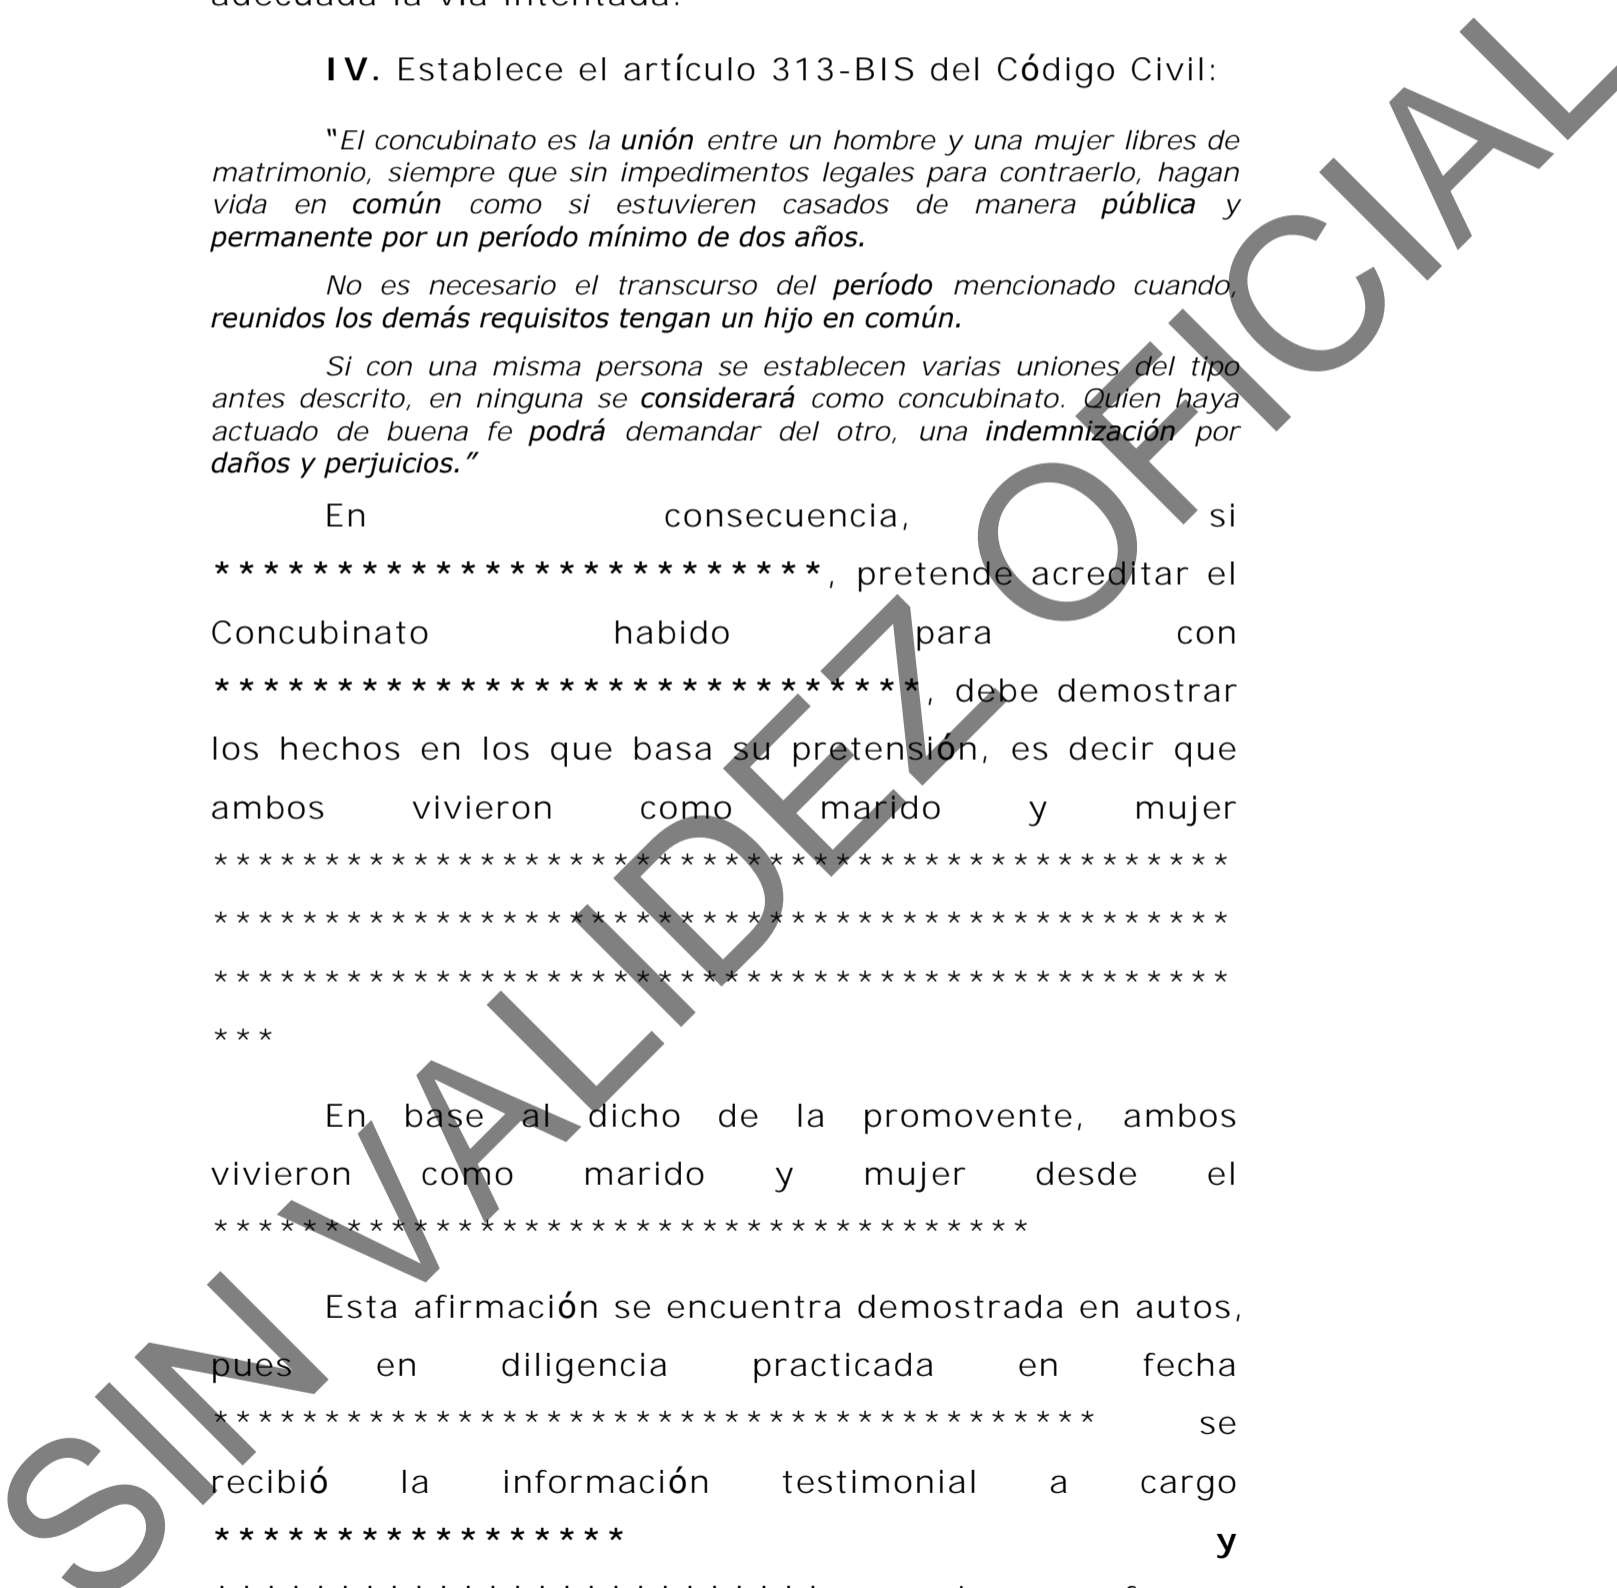 adecuada la vía intentada.
IV. Establece el artículo 313-BIS del Código Civil:
“El concubinato es la unión entre un hombre y una mujer libres de
matrimonio, siempre que sin impedimentos legales para contraerlo, hagan
vida en común como si estuvieren casados de manera pública y
permanente por un período mínimo de dos años.
No es necesario el transcurso del período mencionado cuando,
reunidos los demás requisitos tengan un hijo en común.
Si con una misma persona se establecen varias uniones del tipo
antes descrito, en ninguna se considerará como concubinato. Quien haya
actuado de buena fe podrá demandar del otro, una indemnización por
daños y perjuicios.”
En consecuencia, si
*************************, pretende acreditar el
Concubinato habido para con
*****************************, debe demostrar
los hechos en los que basa su pretensión, es decir que
ambos vivieron como marido y mujer
**********************************************
**********************************************
**********************************************
***
En base al dicho de la promovente, ambos
vivieron como marido y mujer desde el
*************************************
Esta afirmación se encuentra demostrada en autos,
pues en diligencia practicada en fecha
**************************************** se
recibió la información testimonial a cargo
***************** y
SIN VALIDEZ OFICIAL